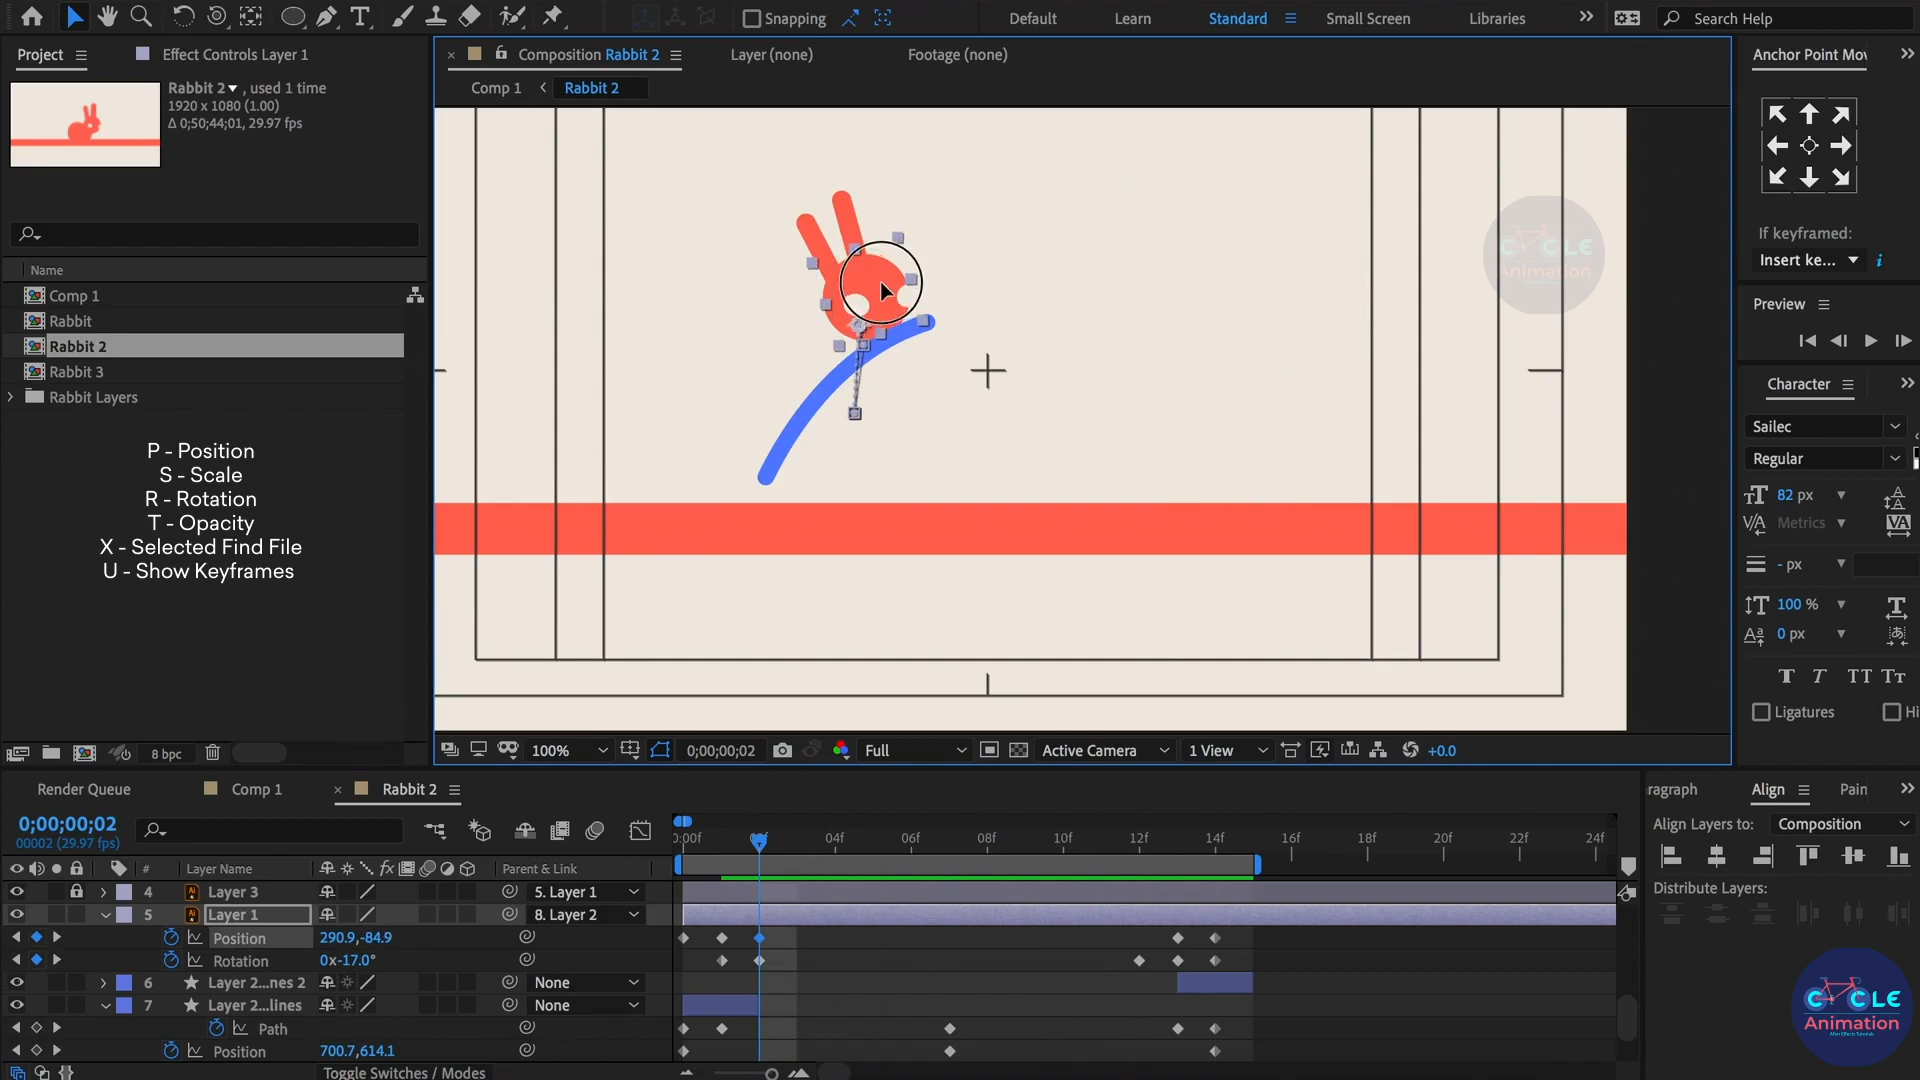 Snapping
Default
Learn
Standard
Small Screen
Libraries
Search Help
Project
Effect Controls Layer 1
Composition Rabbit 2
Layer (none)
Footage (none)
Comp 1
Rabbit 2
Rabbit 2 , used 1 time
1920 x 1080 (1.00)
Δ 0;50;44;01, 29.97 fps
Name
Comp 1
Rabbit
Rabbit 2
Rabbit 3
Rabbit Layers
P - Position
S - Scale
R - Rotation
T - Opacity
X - Selected Find File
U - Show Keyframes
8 bpc
C CLE
Animation
100%
0;00;00;02
Full
Active Camera
1 View
+0.0
Anchor Point Mov
If keyframed:
Insert ke...
Preview
Character
Sailec
Regular
82 px
Metrics
- px
100 %
0 px
Ligatures
Hi
Render Queue
Comp 1
Rabbit 2
0;00;00;02
00002 (29.97 fps)
# Layer Name
Parent & Link
4 Layer 3 5. Layer 1
5 Layer 1 8. Layer 2
Position 290.9,-84.9
Rotation 0x-17.0°
6 Layer 2...nes 2 None
7 Layer 2...lines None
Path
Position 700.7,614.1
Toggle Switches / Modes
0:00f 02f 04f 06f 08f 10f 12f 14f 16f 18f 20f 22f 24f
ragraph
Align
Pain
Align Layers to: Composition
Distribute Layers:
C CLE
Animation
After Effects Tutorials